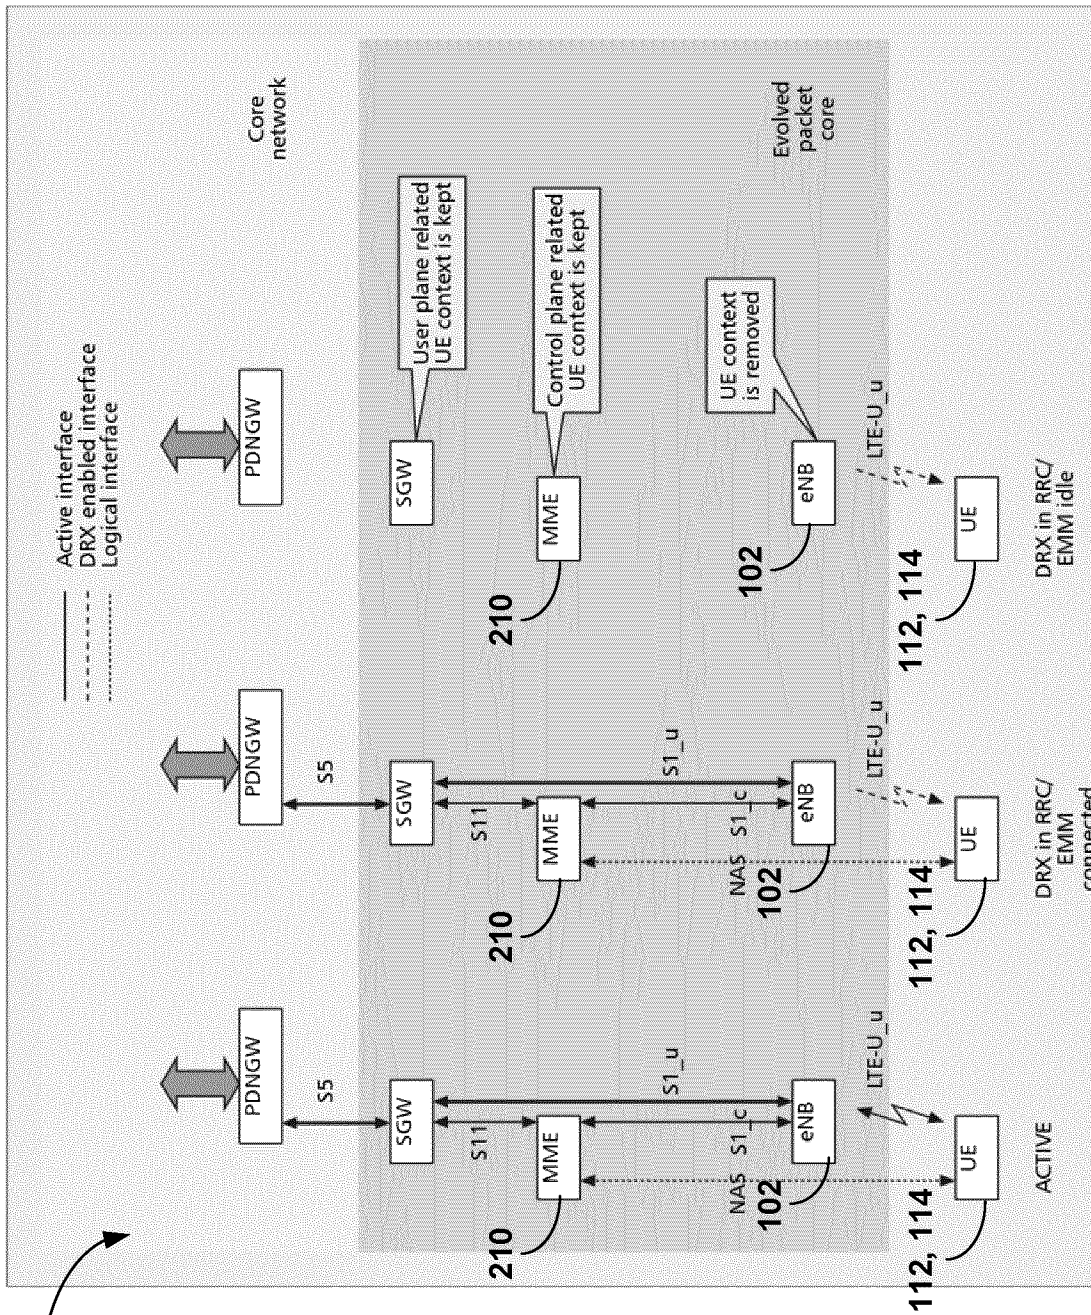 Active interface
DRX enabled interface
Logical interface
Core
network
PDNGW
PDNGW
PDNGW
S5
S5
SGW
SGW
SGW
User plane related
UE context is kept
S11
S11
210
MME
210
MME
210
MME
Control plane related
UE context is kept
S1_u
S1_u
NAS
S1_c
NAS
S1_c
UE context
is removed
102
eNB
102
eNB
102
eNB
Evolved
packet
core
LTE-U_u
LTE-U_u
LTE-U_u
112, 114
UE
112, 114
UE
112, 114
UE
ACTIVE
DRX in RRC/
EMM
connected
DRX in RRC/
EMM idle